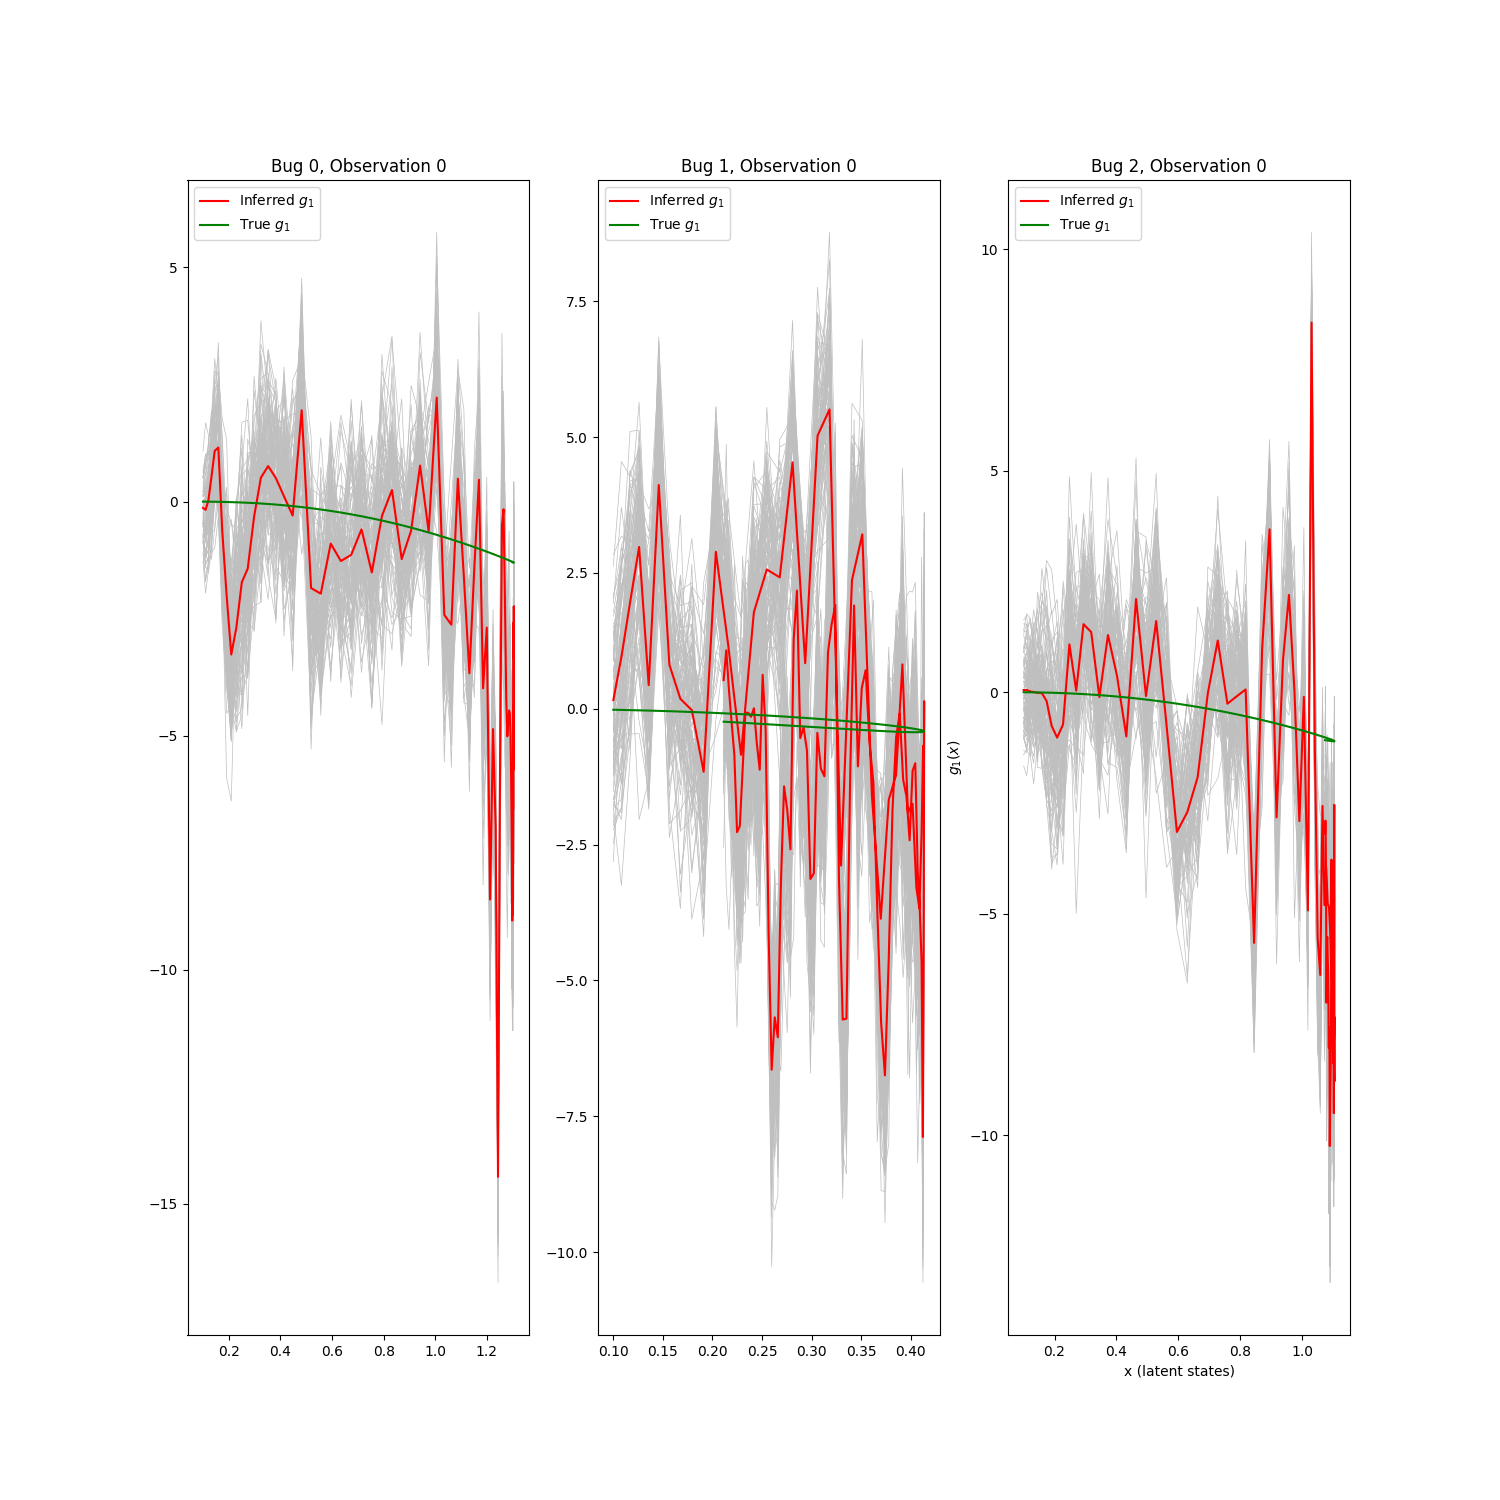 Bug 0, Observation 0
Inferred g₁
True g₁
5
0
−5
−10
−15
0.2 0.4 0.6 0.8 1.0 1.2
Bug 1, Observation 0
Inferred g₁
True g₁
7.5
5.0
2.5
0.0
−2.5
−5.0
−7.5
−10.0
0.10 0.15 0.20 0.25 0.30 0.35 0.40
Bug 2, Observation 0
Inferred g₁
True g₁
g₁(x)
10
5
0
−5
−10
0.2 0.4 0.6 0.8 1.0
x (latent states)